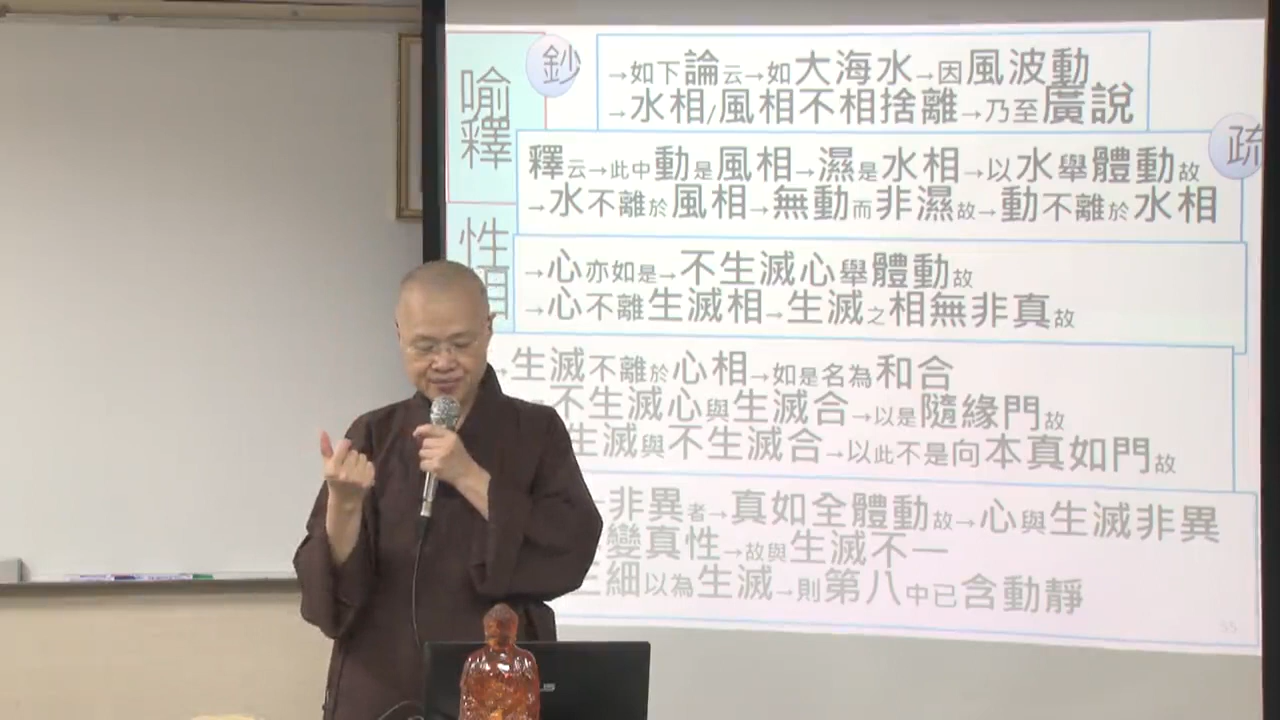 喻釋
鈔
→如下論云→如大海水→因風波動
→水相/風相不相捨離→乃至廣說
疏
釋云→此中動是風相→濕是水相→以水舉體動故
→水不離於風相→無動而非濕故→動不離於水相
性
→心亦如是→不生滅心舉體動故
→心不離生滅相→生滅之相無非真故
→生滅不離於心相→如是名為和合
不生滅心與生滅合→以是隨緣門故
生滅與不生滅合→以此不是向本真如門故
非異者→真如全體動故→心與生滅非異
變真性→故與生滅不一
三細以為生滅→則第八中已含動靜
55